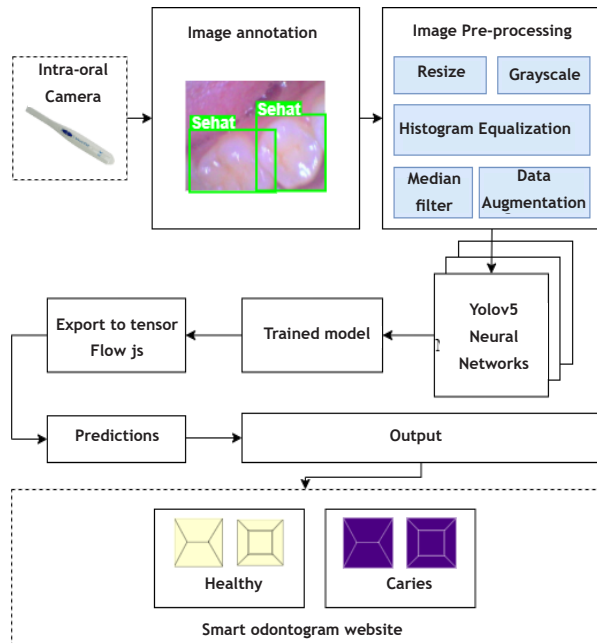 Intra-oral
Camera
Image annotation
Sehat
Sehat
Image Pre-processing
Resize
Grayscale
Histogram Equalization
Median
filter
Data
Augmentation
Yolov5
Neural
Networks
Trained model
Export to tensor
Flow js
Predictions
Output
Healthy
Caries
Smart odontogram website